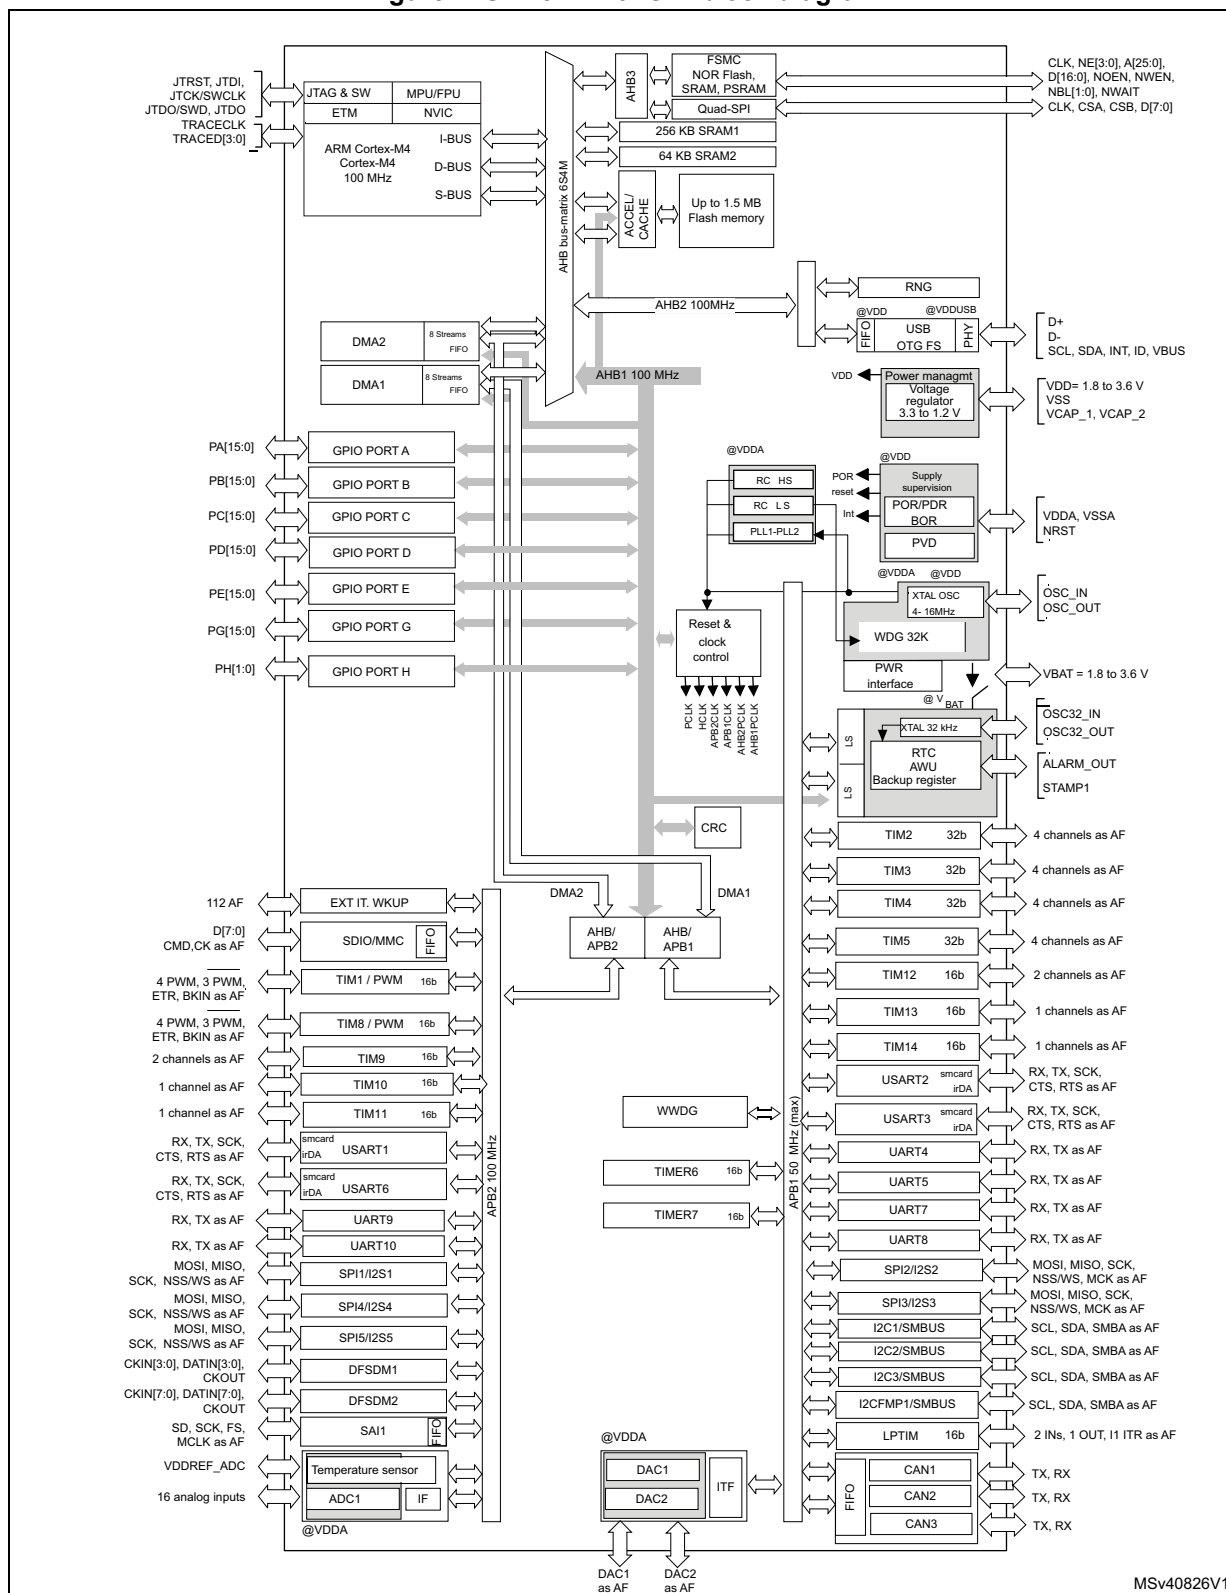 JTRST, JTDI,
JTCK/SWCLK
JTDO/SWD, JTDO
TRACECLK
TRACED[3:0]
JTAG & SW
MPU/FPU
ETM
NVIC
ARM Cortex-M4
Cortex-M4
100 MHz
I-BUS
D-BUS
S-BUS
AHB bus-matrix 6S4M
AHB3
FSMC
NOR Flash,
SRAM, PSRAM
Quad-SPI
CLK, NE[3:0], A[25:0],
D[16:0], NOEN, NWEN,
NBL[1:0], NWAIT
CLK, CSA, CSB, D[7:0]
256 KB SRAM1
64 KB SRAM2
ACCEL/
CACHE
Up to 1.5 MB
Flash memory
AHB2 100MHz
RNG
@VDD
@VDDUSB
FIFO
USB
OTG FS
PHY
D+
D-
SCL, SDA, INT, ID, VBUS
DMA2
8 Streams
FIFO
DMA1
8 Streams
FIFO
AHB1 100 MHz
VDD
Power managmt
Voltage
regulator
3.3 to 1.2 V
VDD= 1.8 to 3.6 V
VSS
VCAP_1, VCAP_2
PA[15:0]
GPIO PORT A
PB[15:0]
GPIO PORT B
PC[15:0]
GPIO PORT C
PD[15:0]
GPIO PORT D
PE[15:0]
GPIO PORT E
PG[15:0]
GPIO PORT G
PH[1:0]
GPIO PORT H
@VDDA
RC HS
RC LS
PLL1-PLL2
@VDD
POR
reset
Int
Supply
supervision
POR/PDR
BOR
PVD
VDDA, VSSA
NRST
@VDDA
@VDD
XTAL OSC
4- 16MHz
WDG 32K
PWR
interface
OSC_IN
OSC_OUT
VBAT = 1.8 to 3.6 V
Reset &
clock
control
PCLK
HCLK
APB2CLK
APB1CLK
AHB2PCLK
AHB1PCLK
@ VBAT
LS
LS
XTAL 32 kHz
RTC
AWU
Backup register
OSC32_IN
OSC32_OUT
ALARM_OUT
STAMP1
CRC
DMA2
DMA1
AHB/
APB2
AHB/
APB1
112 AF
EXT IT. WKUP
D[7:0]
CMD,CK as AF
SDIO/MMC
FIFO
4 PWM, 3 PWM,
ETR, BKIN as AF
TIM1 / PWM 16b
4 PWM, 3 PWM,
ETR, BKIN as AF
TIM8 / PWM 16b
2 channels as AF
TIM9 16b
1 channel as AF
TIM10 16b
1 channel as AF
TIM11 16b
RX, TX, SCK,
CTS, RTS as AF
smcard
irDA
USART1
RX, TX, SCK,
CTS, RTS as AF
smcard
irDA
USART6
RX, TX as AF
UART9
RX, TX as AF
UART10
MOSI, MISO,
SCK, NSS/WS as AF
SPI1/I2S1
MOSI, MISO,
SCK, NSS/WS as AF
SPI4/I2S4
MOSI, MISO,
SCK, NSS/WS as AF
SPI5/I2S5
CKIN[3:0], DATIN[3:0],
CKOUT
DFSDM1
CKIN[7:0], DATIN[7:0],
CKOUT
DFSDM2
SD, SCK, FS,
MCLK as AF
SAI1
FIFO
VDDREF_ADC
Temperature sensor
16 analog inputs
ADC1
IF
@VDDA
APB2 100 MHz
WWDG
TIMER6 16b
TIMER7 16b
@VDDA
DAC1
DAC2
ITF
DAC1
as AF
DAC2
as AF
APB1 50 MHz (max)
TIM2 32b
4 channels as AF
TIM3 32b
4 channels as AF
TIM4 32b
4 channels as AF
TIM5 32b
4 channels as AF
TIM12 16b
2 channels as AF
TIM13 16b
1 channels as AF
TIM14 16b
1 channels as AF
USART2
smcard
irDA
RX, TX, SCK,
CTS, RTS as AF
USART3
smcard
irDA
RX, TX, SCK,
CTS, RTS as AF
UART4
RX, TX as AF
UART5
RX, TX as AF
UART7
RX, TX as AF
UART8
RX, TX as AF
SPI2/I2S2
MOSI, MISO, SCK,
NSS/WS, MCK as AF
SPI3/I2S3
MOSI, MISO, SCK,
NSS/WS, MCK as AF
I2C1/SMBUS
SCL, SDA, SMBA as AF
I2C2/SMBUS
SCL, SDA, SMBA as AF
I2C3/SMBUS
SCL, SDA, SMBA as AF
I2CFMP1/SMBUS
SCL, SDA, SMBA as AF
LPTIM 16b
2 INs, 1 OUT, I1 ITR as AF
FIFO
CAN1
TX, RX
CAN2
TX, RX
CAN3
TX, RX
MSv40826V1